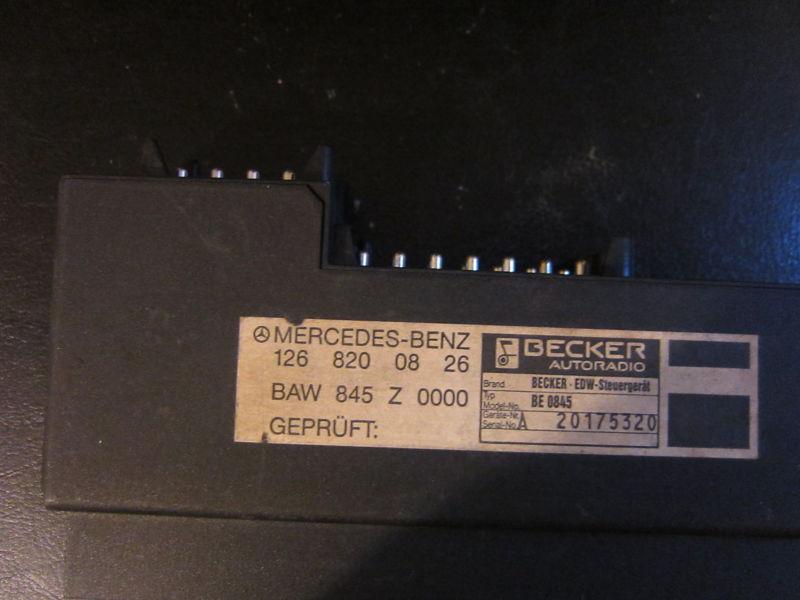 MERCEDES-BENZ
126 820 08 26
BAW 845 Z 0000
GEPRÜFT:
BECKER
AUTORADIO
Brand BECKER - EDW-Steuergerät
Typ
Model-No. BE 0845
Geräte-Nr.
Serial-No. A 20175320